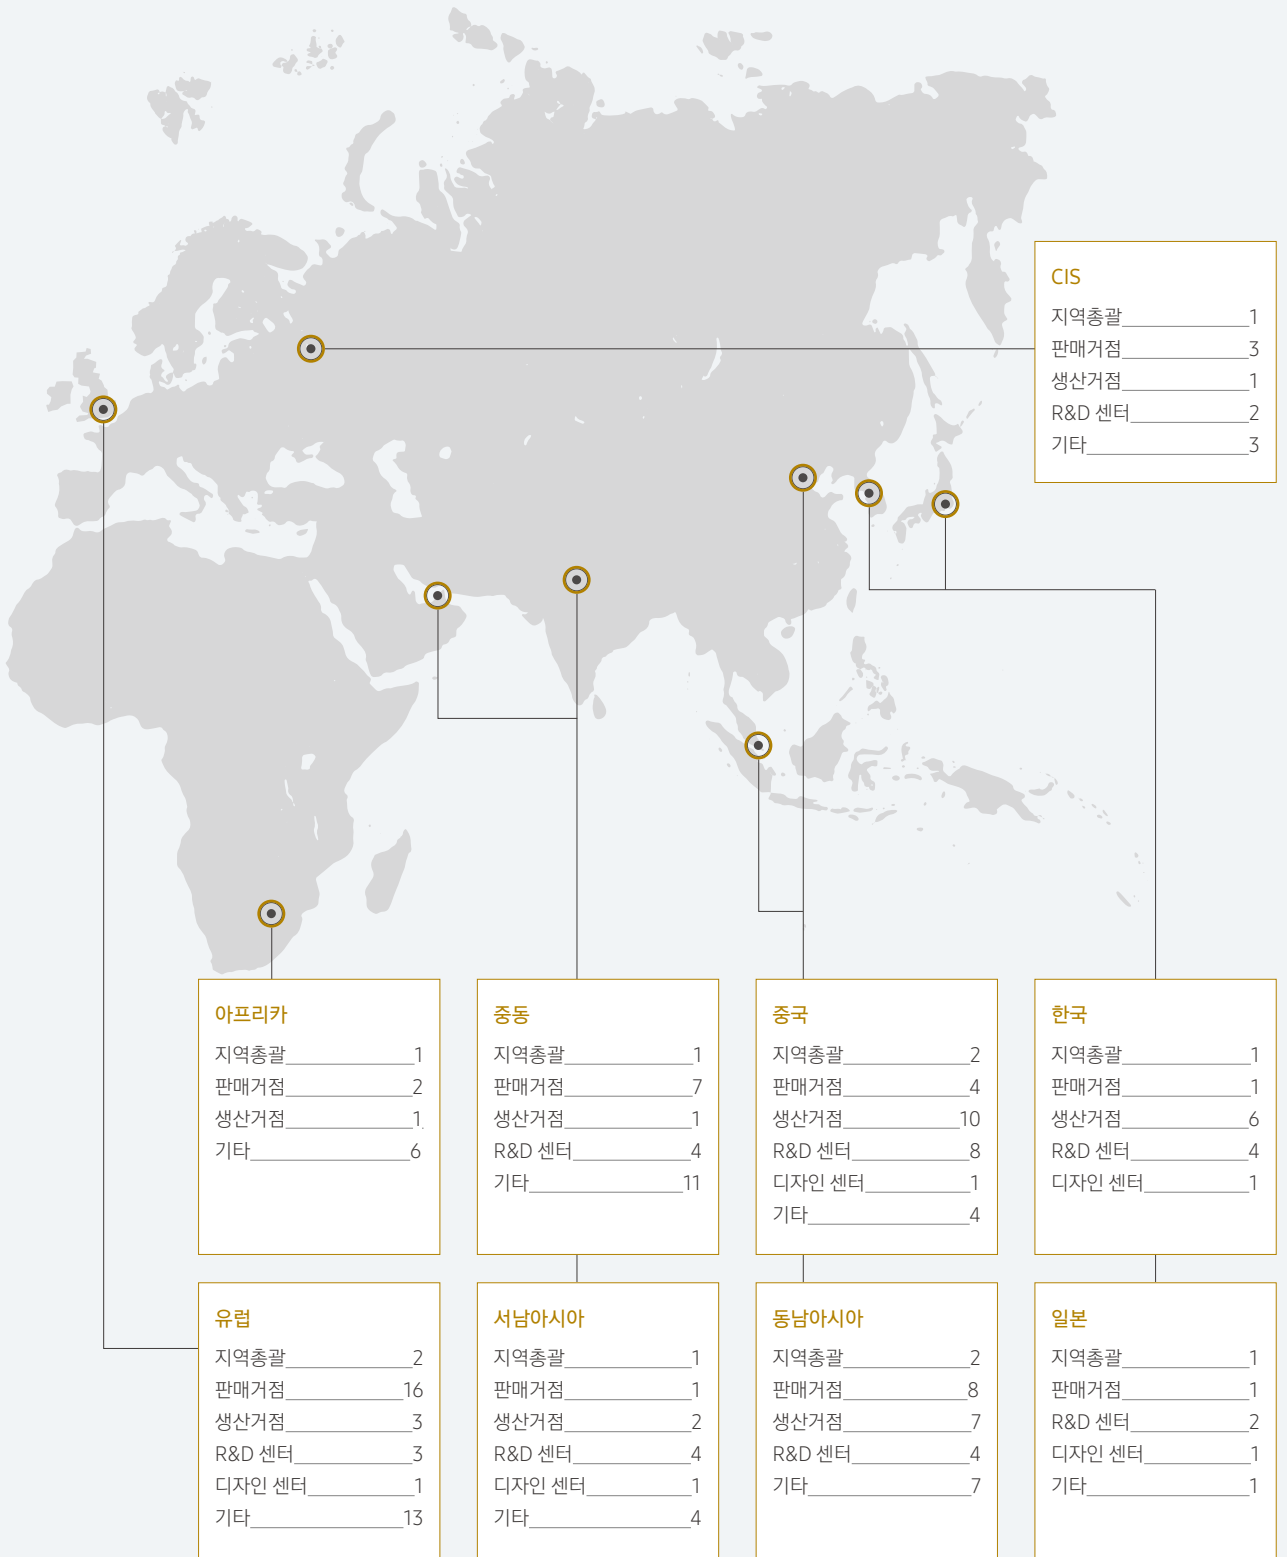 CIS
지역총괄 1
판매거점 3
생산거점 1
R&D 센터 2
기타 3
아프리카
지역총괄 1
판매거점 2
생산거점 1
기타 6
중동
지역총괄 1
판매거점 7
생산거점 1
R&D 센터 4
기타 11
중국
지역총괄 2
판매거점 4
생산거점 10
R&D 센터 8
디자인 센터 1
기타 4
한국
지역총괄 1
판매거점 1
생산거점 6
R&D 센터 4
디자인 센터 1
유럽
지역총괄 2
판매거점 16
생산거점 3
R&D 센터 3
디자인 센터 1
기타 13
서남아시아
지역총괄 1
판매거점 1
생산거점 2
R&D 센터 4
디자인 센터 1
기타 4
동남아시아
지역총괄 2
판매거점 8
생산거점 7
R&D 센터 4
기타 7
일본
지역총괄 1
판매거점 1
R&D 센터 2
디자인 센터 1
기타 1